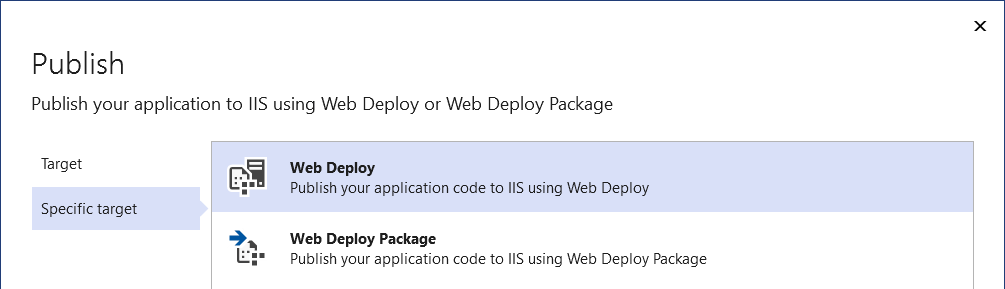 Publish
Publish your application to IIS using Web Deploy or Web Deploy Package
Target
Specific target
Web Deploy
Publish your application code to IIS using Web Deploy
Web Deploy Package
Publish your application code to IIS using Web Deploy Package